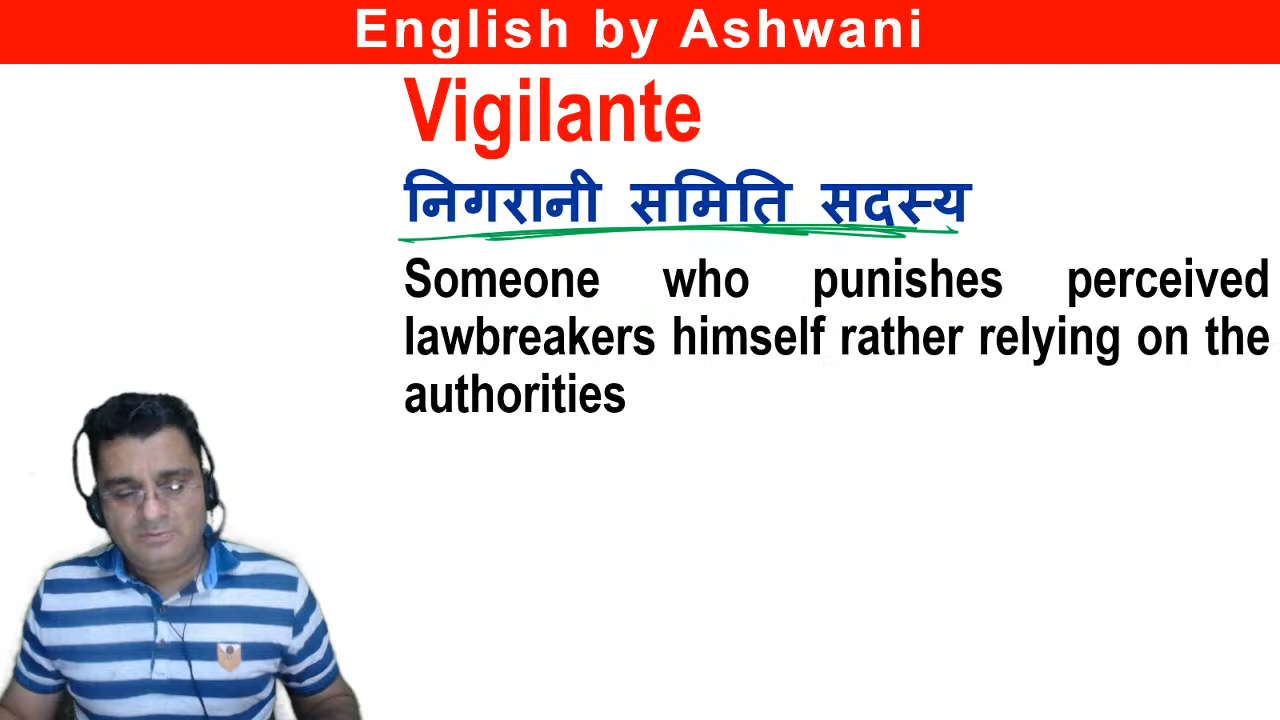 English by Ashwani
Vigilante
निगरानी समिति सदस्य
Someone who punishes perceived
lawbreakers himself rather relying on the
authorities